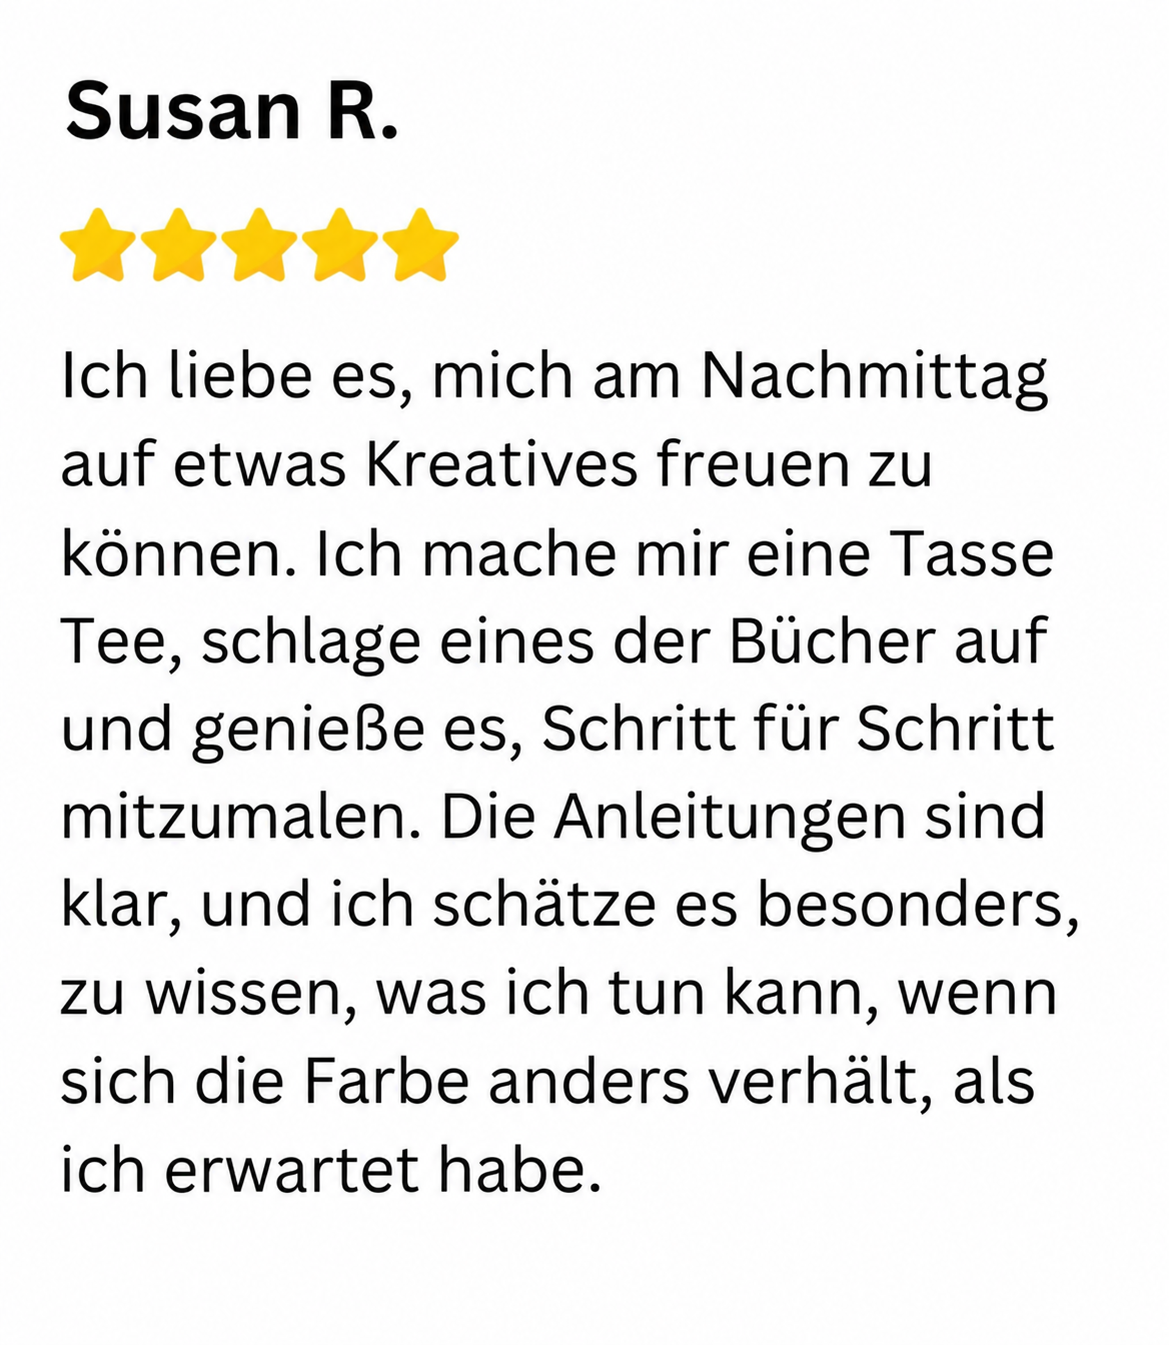 Susan R.
Ich liebe es, mich am Nachmittag
auf etwas Kreatives freuen zu
können. Ich mache mir eine Tasse
Tee, schlage eines der Bücher auf
und genieße es, Schritt für Schritt
mitzumalen. Die Anleitungen sind
klar, und ich schätze es besonders,
zu wissen, was ich tun kann, wenn
sich die Farbe anders verhält, als
ich erwartet habe.